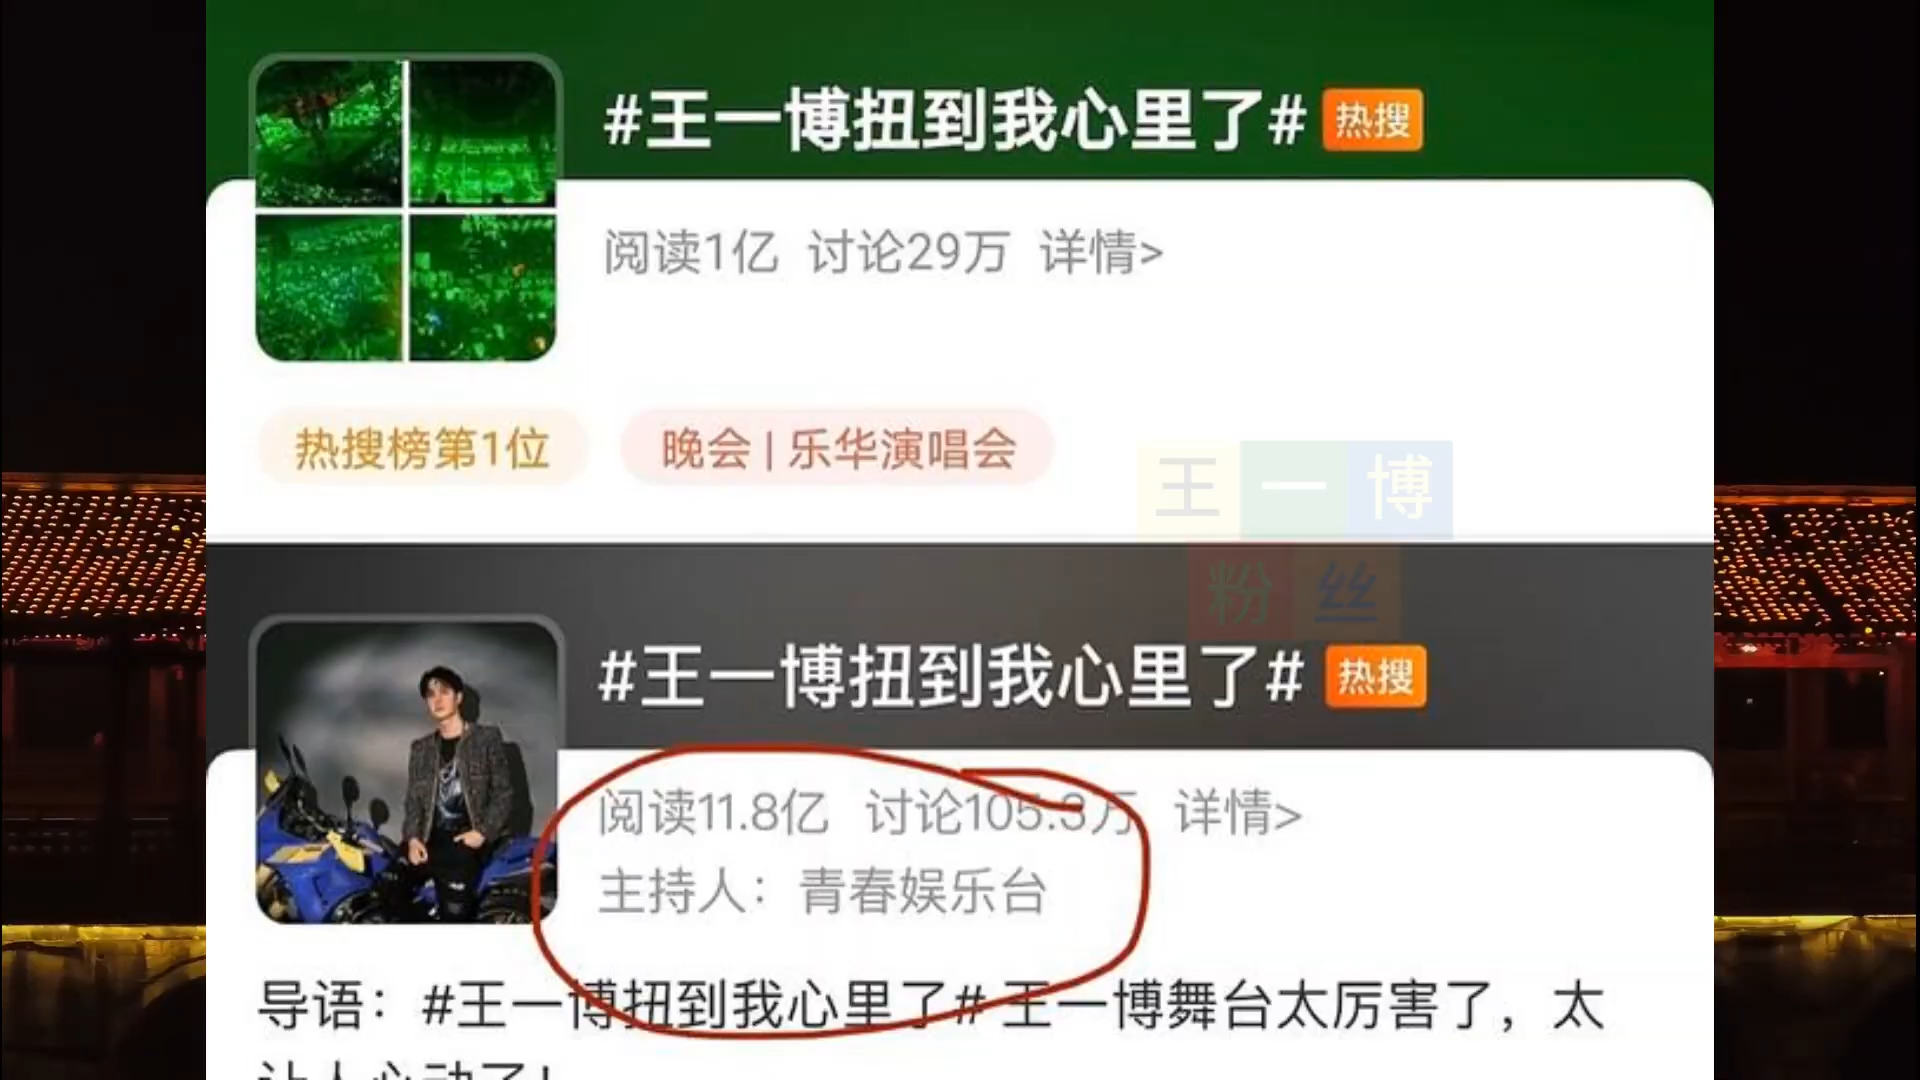 #王一博扭到我心里了# 热搜
阅读1亿 讨论29万 详情>
热搜榜第1位 晚会 | 乐华演唱会
王一博
粉丝
#王一博扭到我心里了# 热搜
阅读11.8亿 讨论105.3万 详情>
主持人：青春娱乐台
导语：#王一博扭到我心里了# 王一博舞台太厉害了，太
让人心动了！